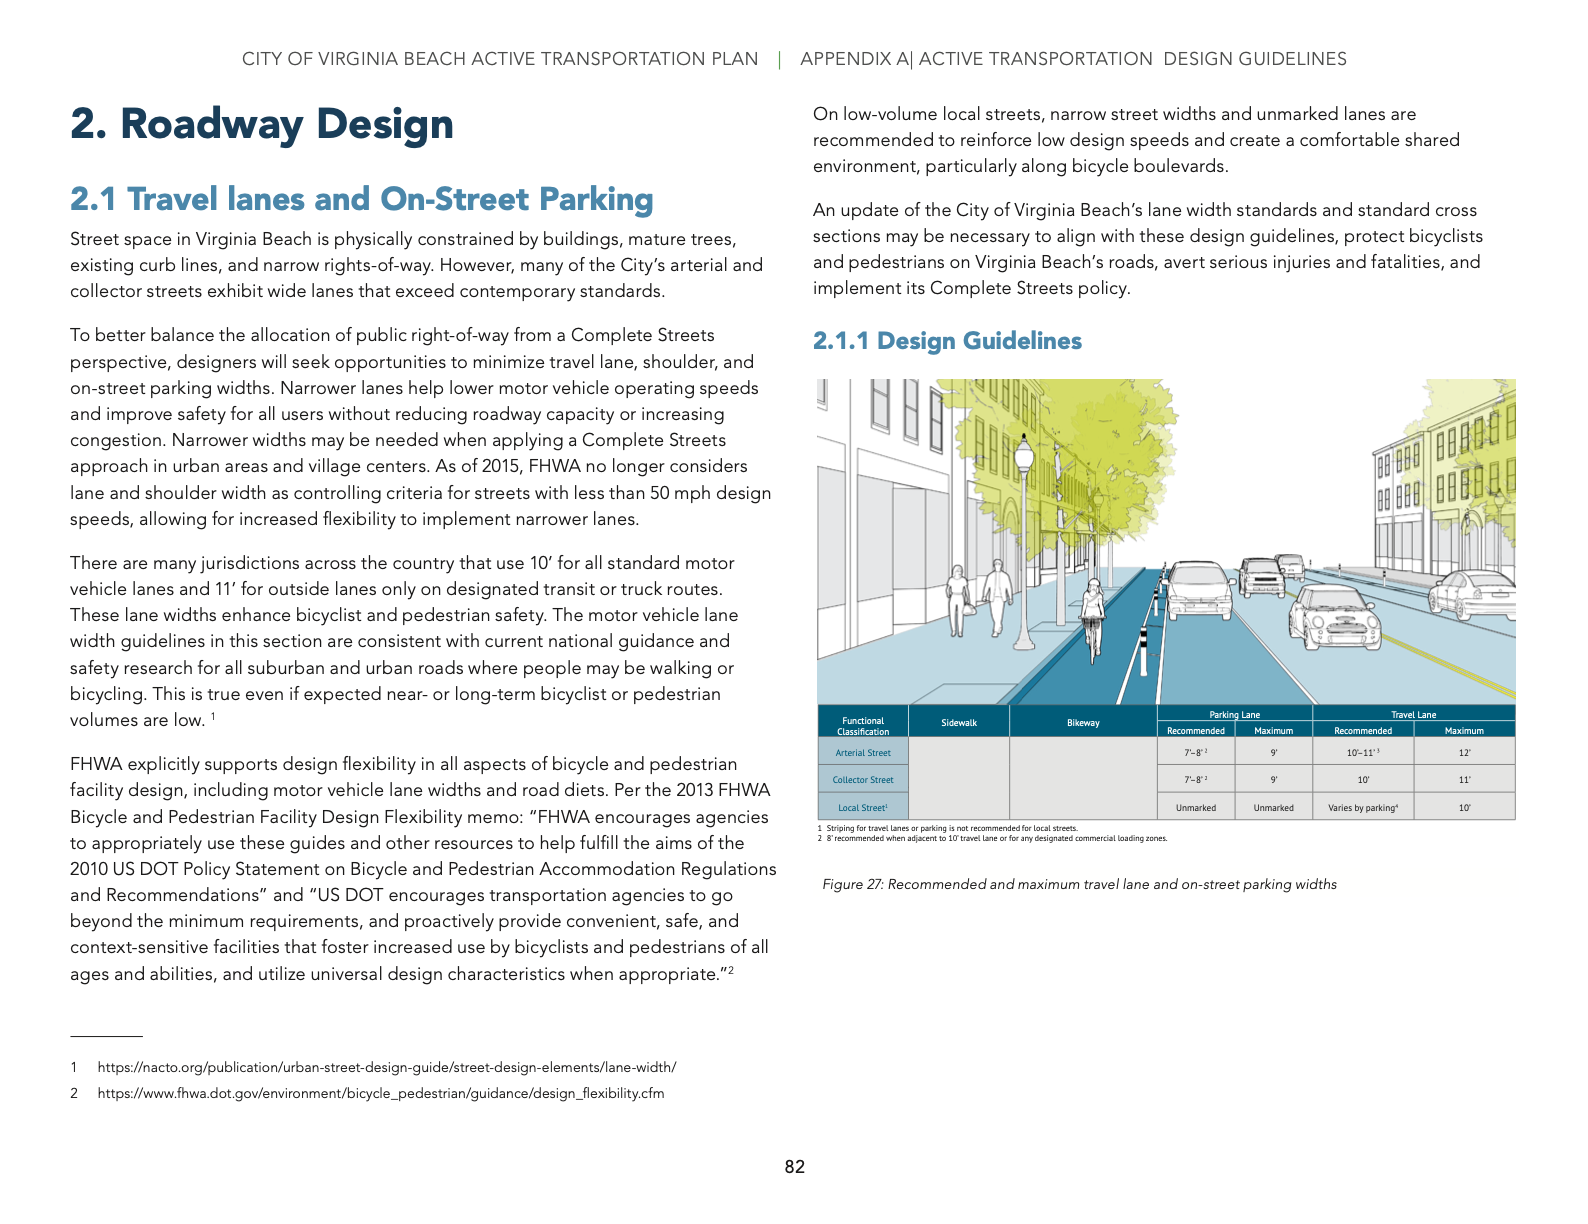 CITY OF VIRGINIA BEACH ACTIVE TRANSPORTATION PLAN | APPENDIX A| ACTIVE TRANSPORTATION DESIGN GUIDELINES
2. Roadway Design
2.1 Travel lanes and On-Street Parking
Street space in Virginia Beach is physically constrained by buildings, mature trees,
existing curb lines, and narrow rights-of-way. However, many of the City’s arterial and
collector streets exhibit wide lanes that exceed contemporary standards.
To better balance the allocation of public right-of-way from a Complete Streets
perspective, designers will seek opportunities to minimize travel lane, shoulder, and
on-street parking widths. Narrower lanes help lower motor vehicle operating speeds
and improve safety for all users without reducing roadway capacity or increasing
congestion. Narrower widths may be needed when applying a Complete Streets
approach in urban areas and village centers. As of 2015, FHWA no longer considers
lane and shoulder width as controlling criteria for streets with less than 50 mph design
speeds, allowing for increased flexibility to implement narrower lanes.
There are many jurisdictions across the country that use 10’ for all standard motor
vehicle lanes and 11’ for outside lanes only on designated transit or truck routes.
These lane widths enhance bicyclist and pedestrian safety. The motor vehicle lane
width guidelines in this section are consistent with current national guidance and
safety research for all suburban and urban roads where people may be walking or
bicycling. This is true even if expected near- or long-term bicyclist or pedestrian
volumes are low. 1
FHWA explicitly supports design flexibility in all aspects of bicycle and pedestrian
facility design, including motor vehicle lane widths and road diets. Per the 2013 FHWA
Bicycle and Pedestrian Facility Design Flexibility memo: “FHWA encourages agencies
to appropriately use these guides and other resources to help fulfill the aims of the
2010 US DOT Policy Statement on Bicycle and Pedestrian Accommodation Regulations
and Recommendations” and “US DOT encourages transportation agencies to go
beyond the minimum requirements, and proactively provide convenient, safe, and
context-sensitive facilities that foster increased use by bicyclists and pedestrians of all
ages and abilities, and utilize universal design characteristics when appropriate.”2
1 https://nacto.org/publication/urban-street-design-guide/street-design-elements/lane-width/
2 https://www.fhwa.dot.gov/environment/bicycle_pedestrian/guidance/design_flexibility.cfm
On low-volume local streets, narrow street widths and unmarked lanes are
recommended to reinforce low design speeds and create a comfortable shared
environment, particularly along bicycle boulevards.
An update of the City of Virginia Beach’s lane width standards and standard cross
sections may be necessary to align with these design guidelines, protect bicyclists
and pedestrians on Virginia Beach’s roads, avert serious injuries and fatalities, and
implement its Complete Streets policy.
2.1.1 Design Guidelines
Functional Classification Sidewalk Bikeway Parking Lane Travel Lane
Recommended Maximum Recommended Maximum
Arterial Street 7’–8’ 2 9’ 10’–11’ 3 12’
Collector Street 7’–8’ 2 9’ 10’ 11’
Local Street1 Unmarked Unmarked Varies by parking4 10’
1 Striping for travel lanes or parking is not recommended for local streets.
2 8’ recommended when adjacent to 10’ travel lane or for any designated commercial loading zones.
Figure 27: Recommended and maximum travel lane and on-street parking widths
82